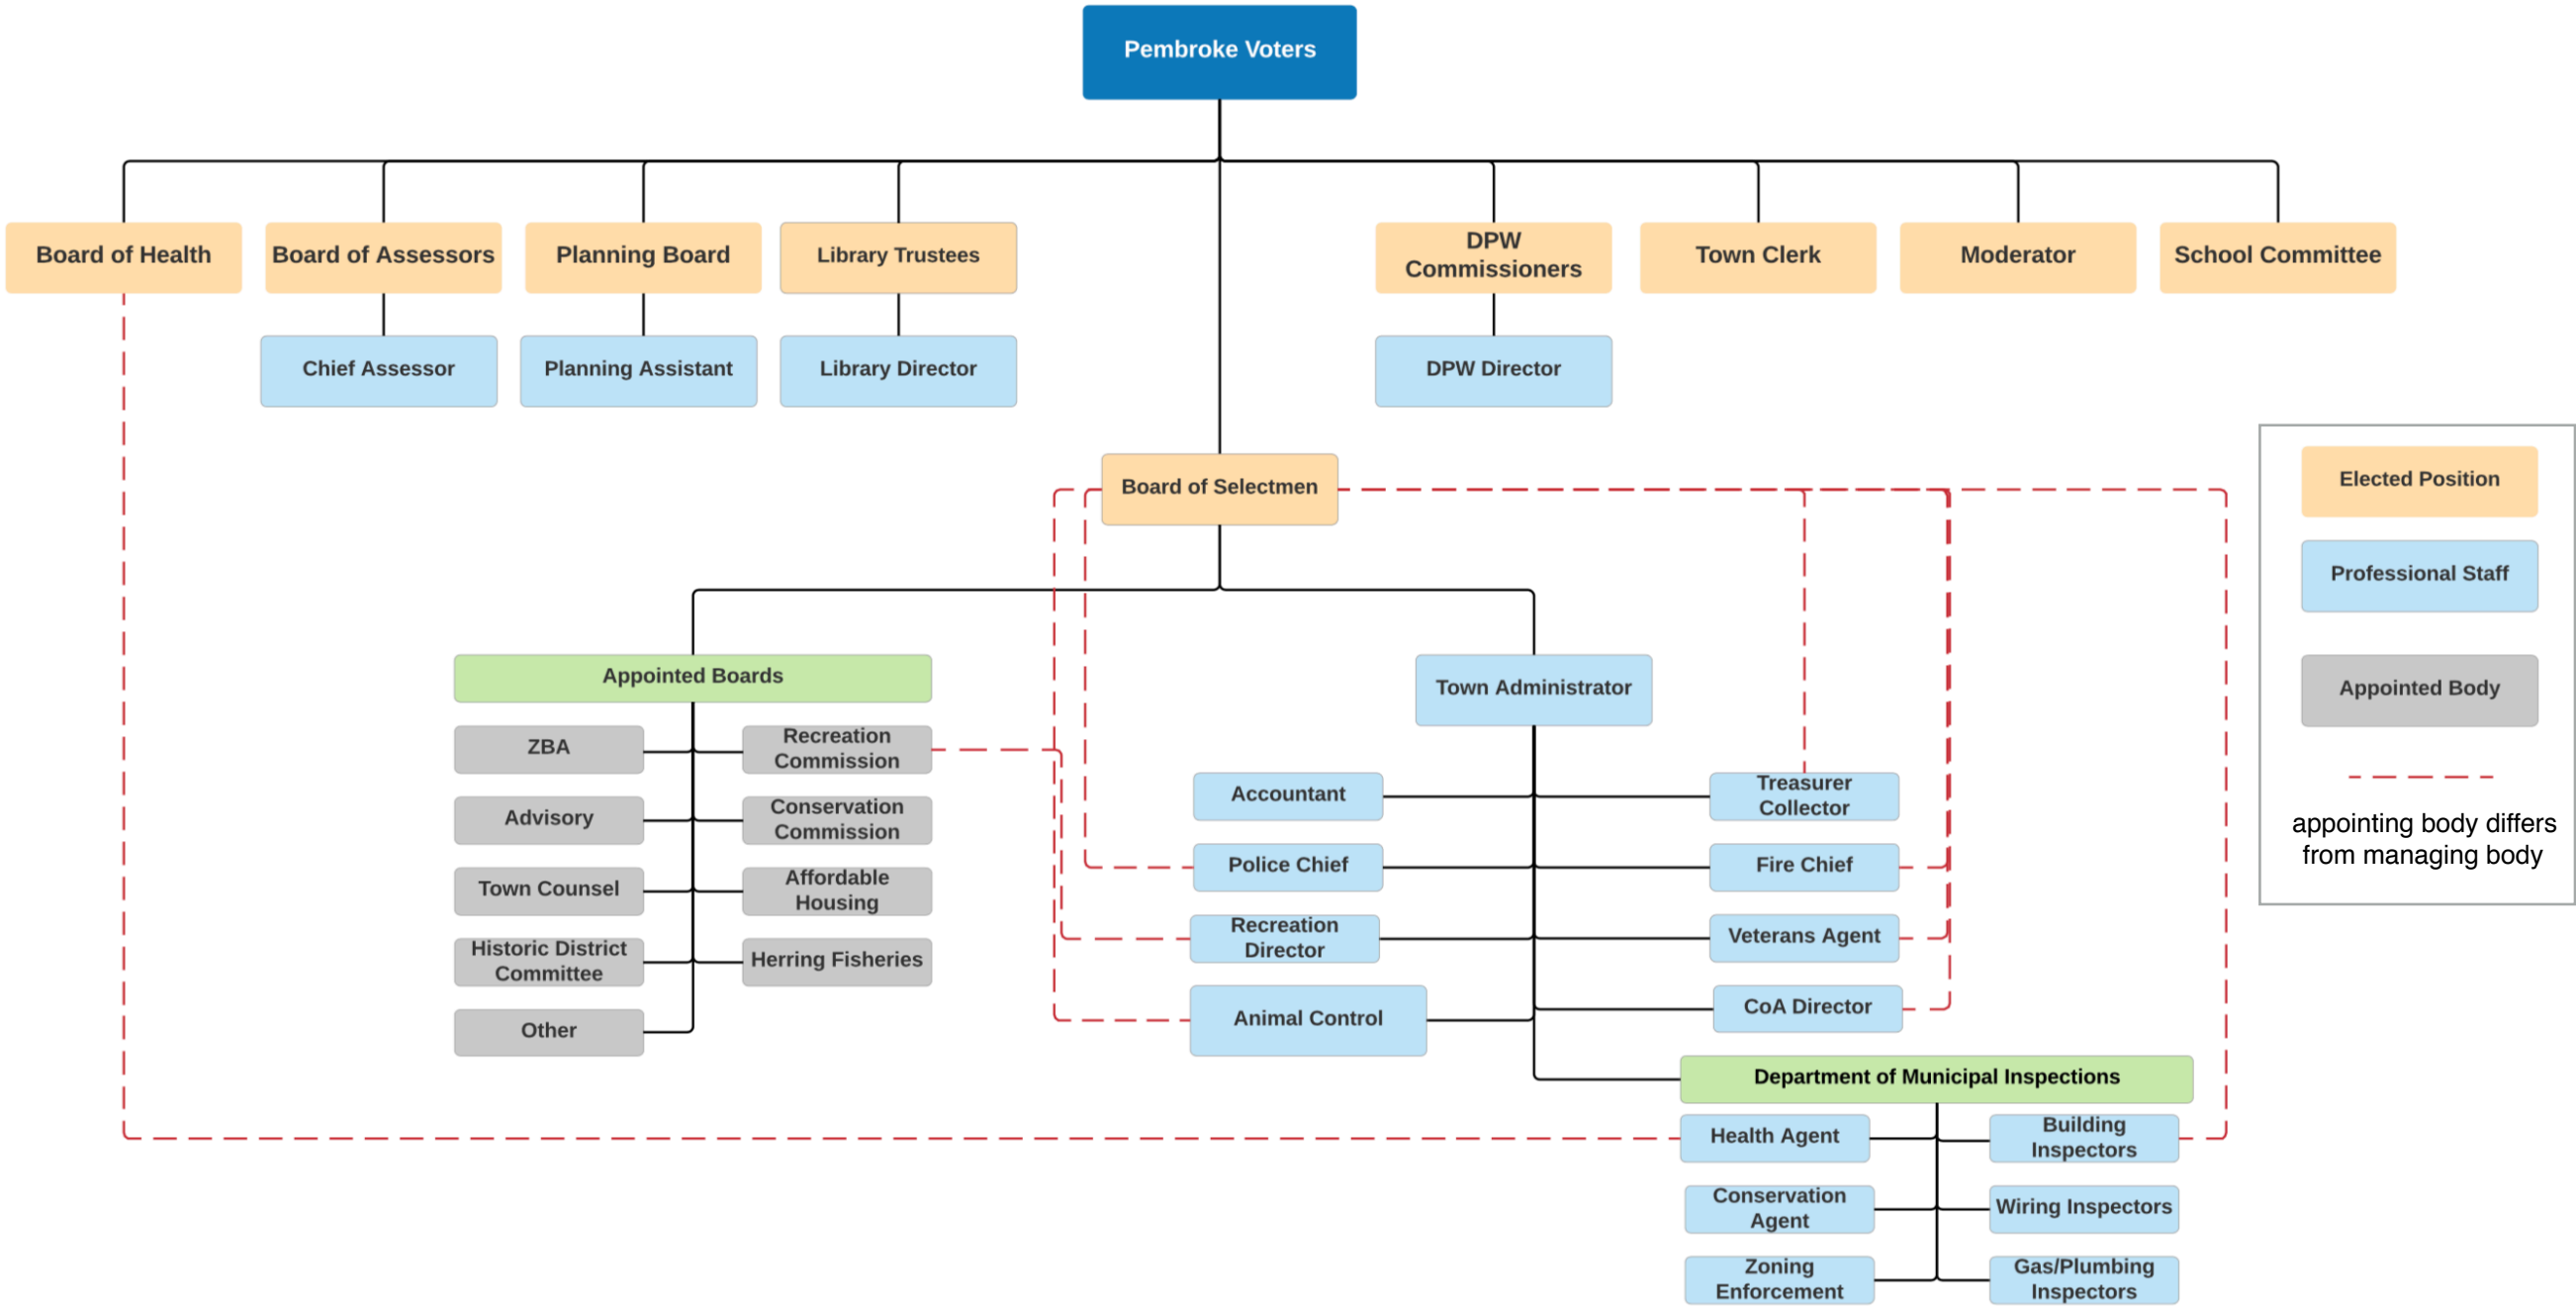 Pembroke Voters
Board of Health
Board of Assessors
Planning Board
Library Trustees
DPW
Commissioners
Town Clerk
Moderator
School Committee
Chief Assessor
Planning Assistant
Library Director
DPW Director
Board of Selectmen
Elected Position
Professional Staff
Appointed Body
appointing body differs
from managing body
Appointed Boards
ZBA
Recreation
Commission
Advisory
Conservation
Commission
Town Counsel
Affordable
Housing
Historic District
Committee
Herring Fisheries
Other
Town Administrator
Accountant
Treasurer
Collector
Police Chief
Fire Chief
Recreation
Director
Veterans Agent
Animal Control
CoA Director
Department of Municipal Inspections
Health Agent
Building
Inspectors
Conservation
Agent
Wiring Inspectors
Zoning
Enforcement
Gas/Plumbing
Inspectors